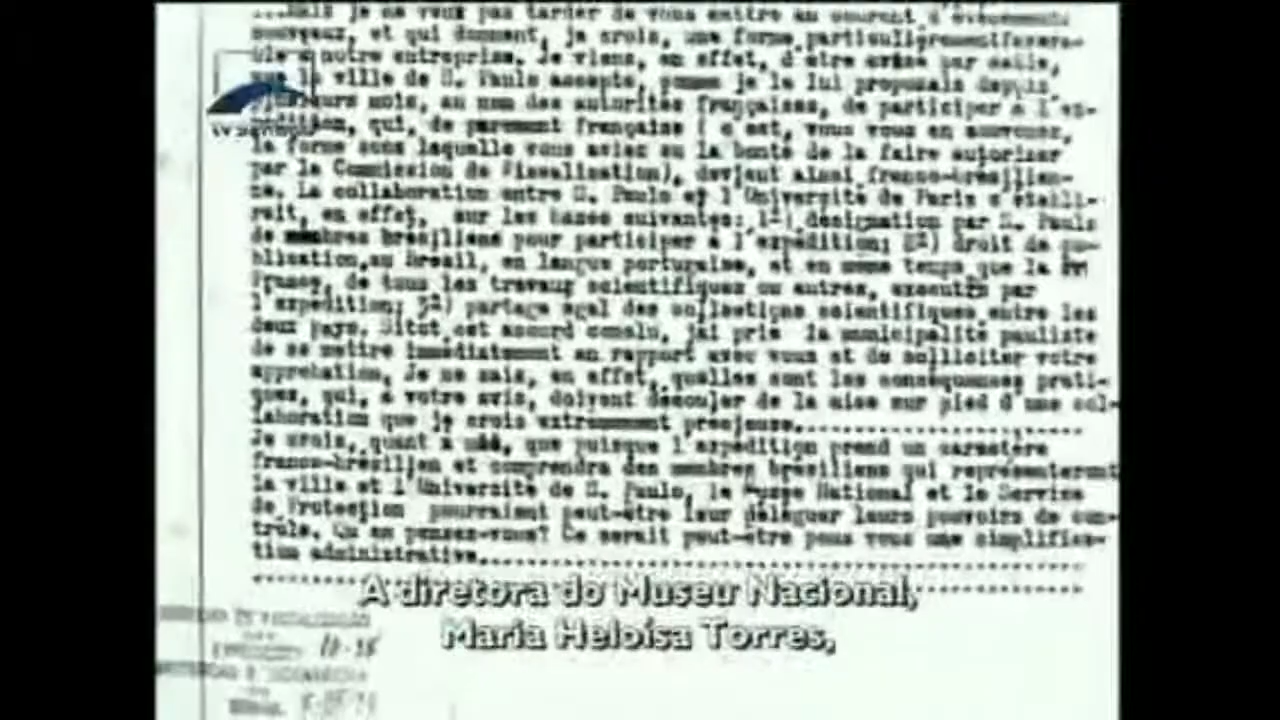 ...mais je ne veux pas tarder de vous mettre au courant d'évènements
nouveaux, et qui donnent, je crois, une forme particulièrement favora-
ble à notre entreprise. Je viens, en effet, d'être avisé par
que la ville de S. Paulo accepte, comme je le lui proposais depuis
plusieurs mois, au nom des autorités françaises, de participer à l'ex-
pédition, qui, de purement française ( c'est, vous vous en souvenez,
la forme sous laquelle vous aviez eu la bonté de la faire autoriser
par la Commission de Fiscalisation), devient ainsi franco-brésilien-
ne. La collaboration entre S. Paulo et l'Université de Paris s'établi-
rait, en effet, sur les bases suivantes: 1º) désignation par S. Paulo
de membres brésiliens pour participer à l'expédition; 2º) droit de pu-
blication, au Brésil, en langue portugaise, et en même temps que la
France, de tous les travaux scientifiques ou autres, exécutés par
l'expédition; 3º) partage égal des collections scientifiques entre les
deux pays. Sitot cet accord conclu, jai prié la municipalité pauliste
de se mettre immédiatement en rapport avec vous et de solliciter votre
approbation. Je ne sais, en effet, quelles sont les conséquences prati-
ques, qui, à votre avis, doivent découler de la mise sur pied d'une col-
laboration que je crois extremement précieuse....................
Je crois, quant à moi, que puisque l'expédition prend un caractère
franco-brésilien et comprendra des membres brésiliens qui représenteront
la ville et l'Université de S. Paulo, le Musée National et le Service
de Protection pourraient peut-être leur déléguer leurs pouvoirs de con-
trôle. Qu'en pensez-vous? Ce serait peut-être pour vous une simplifica-
tion administrative.
A diretora do Museu Nacional,
Maria Heloísa Torres,